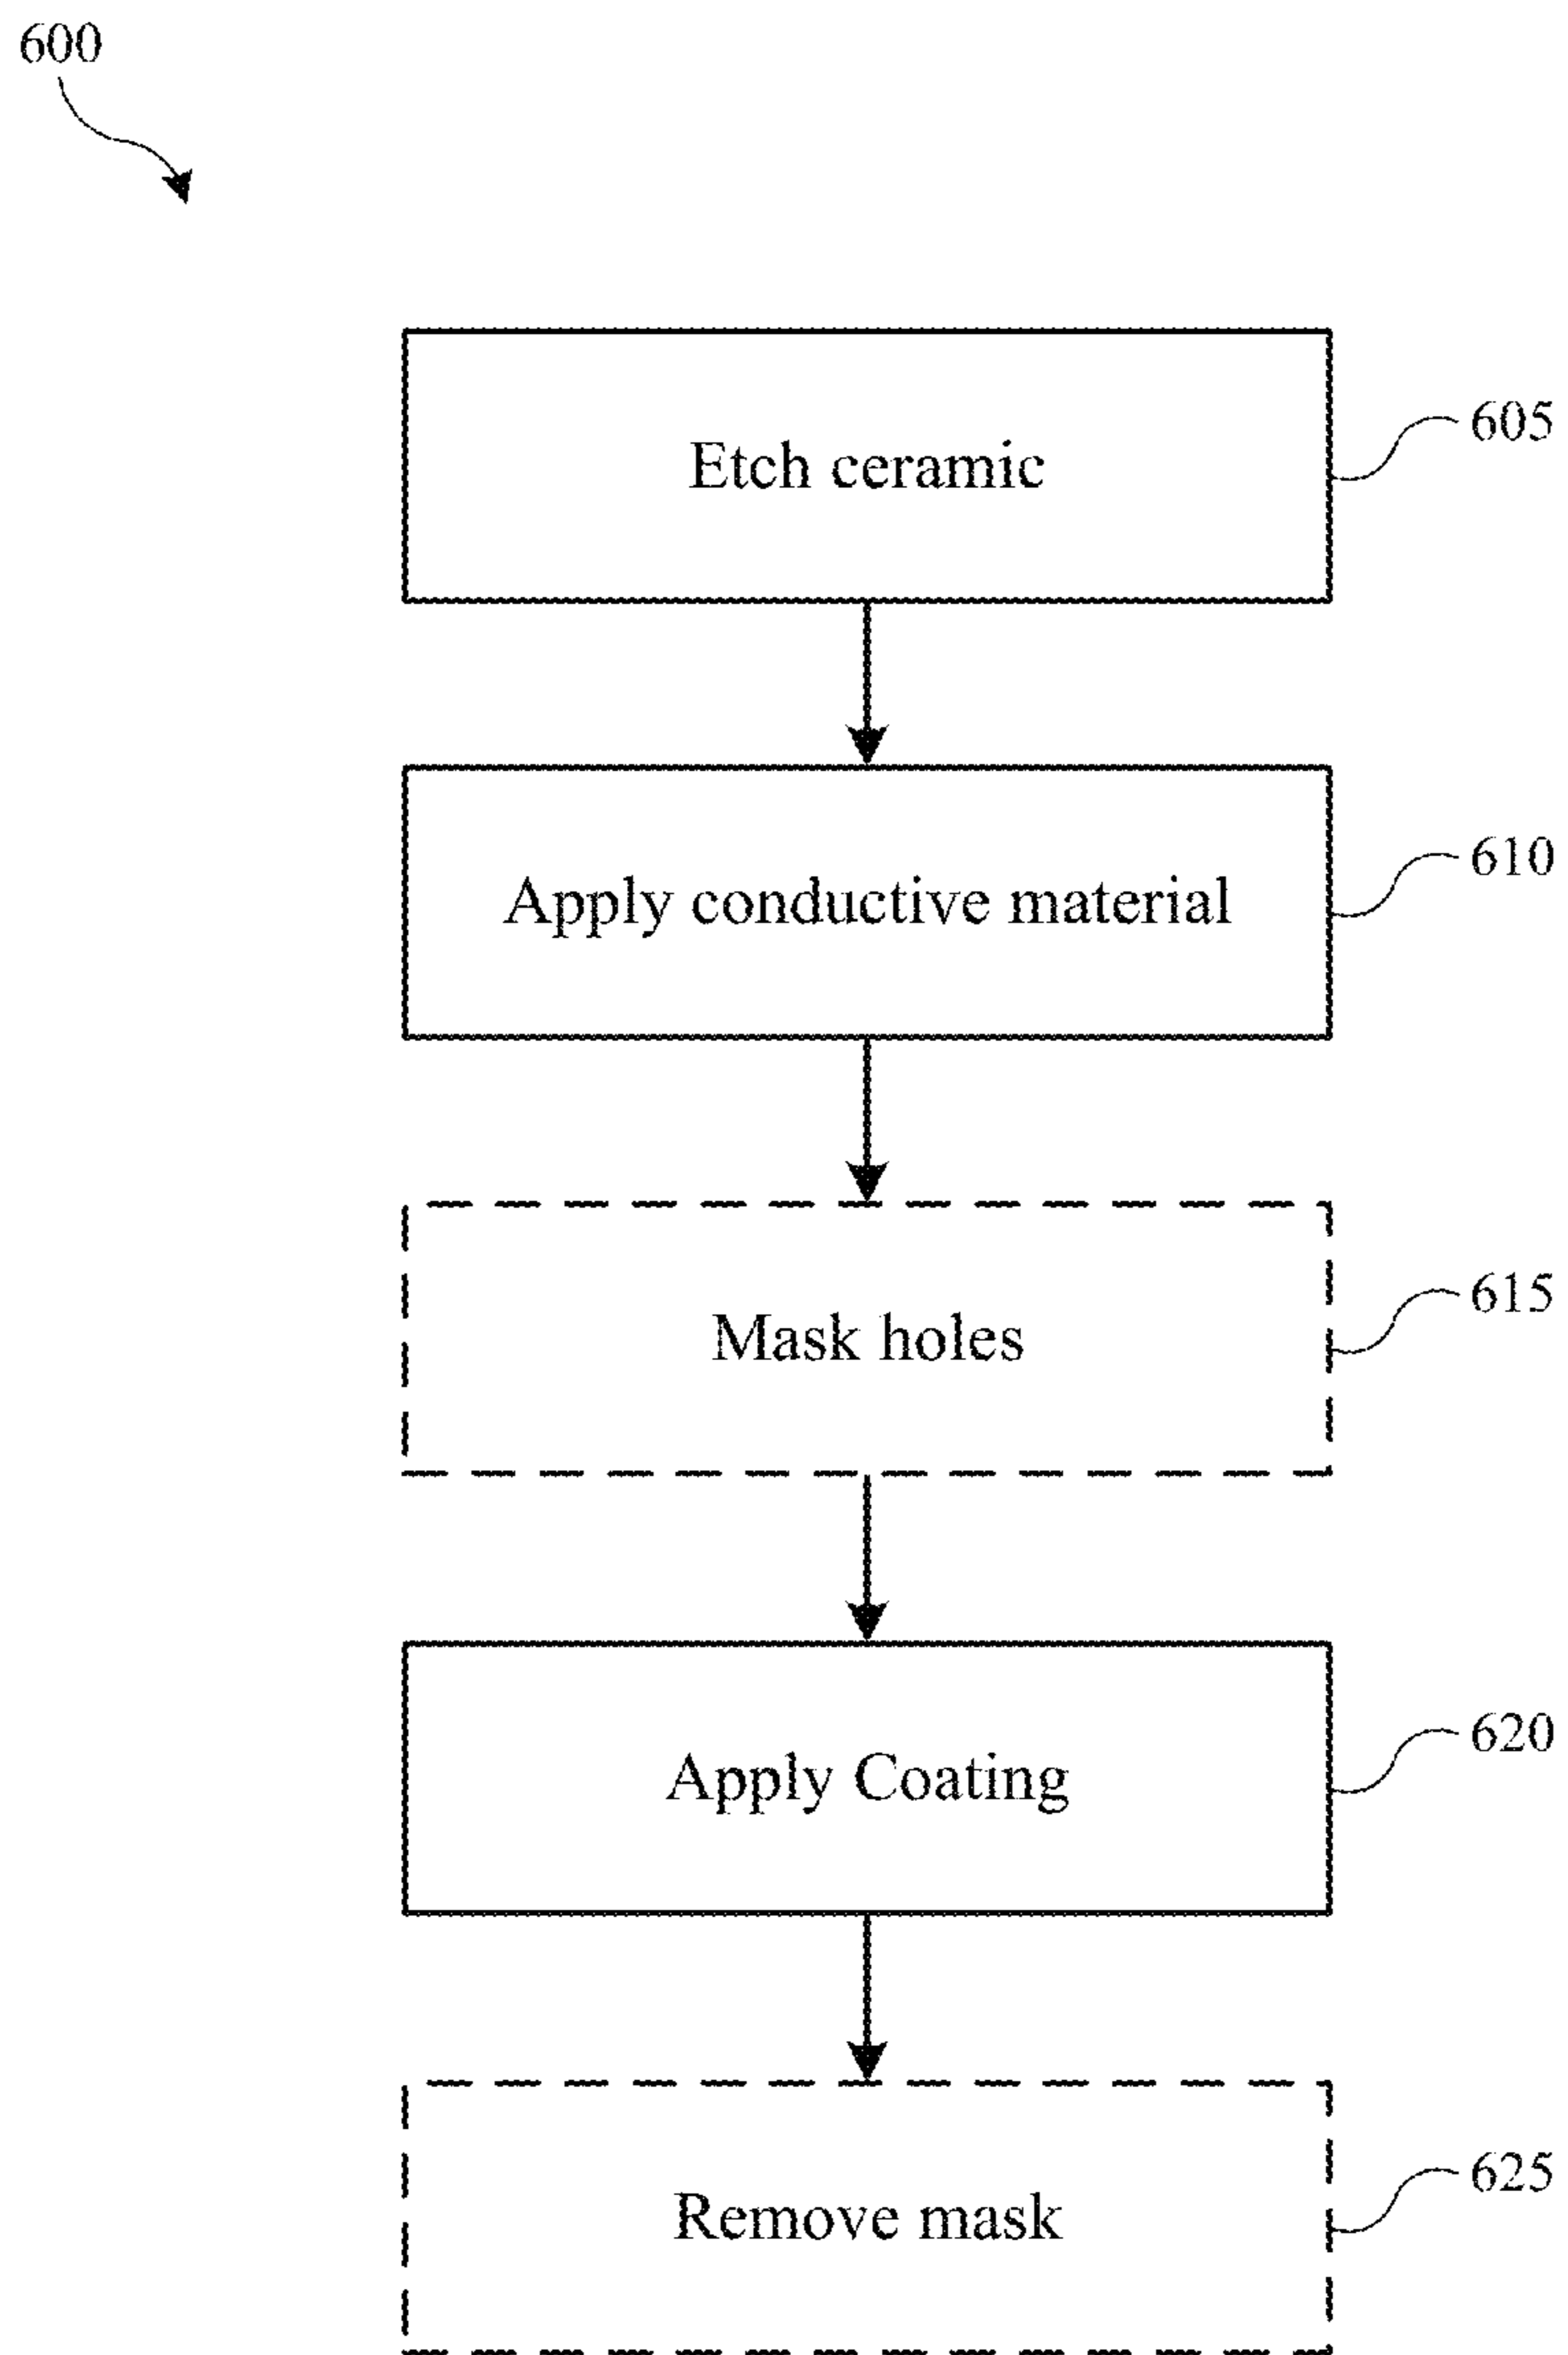 600
Etch ceramic
605
Apply conductive material
610
Mask holes
615
Apply Coating
620
Remove mask
625